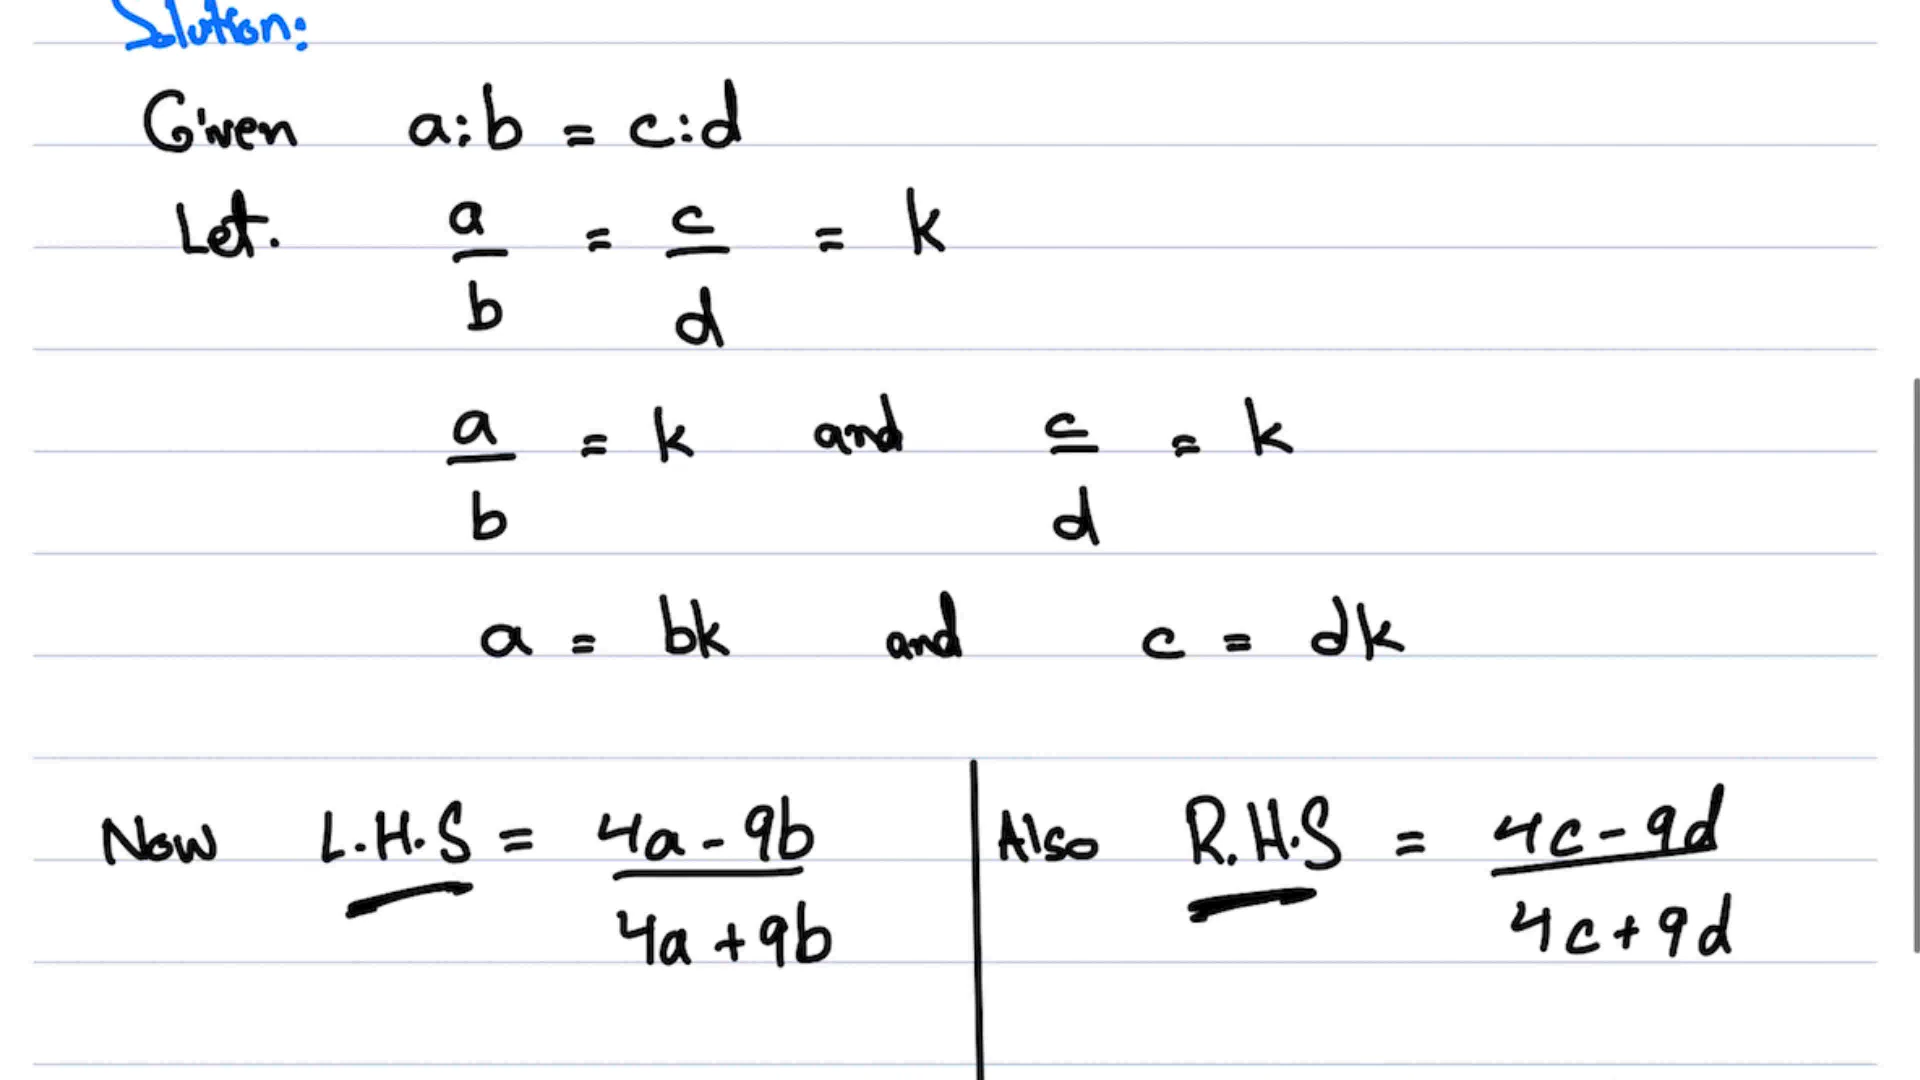 Solution:
Given a:b = c:d
Let. a/b = c/d = k
a/b = k and c/d = k
a = bk and c = dk
Now L.H.S = (4a - 9b)/(4a + 9b)
Also R.H.S = (4c - 9d)/(4c + 9d)